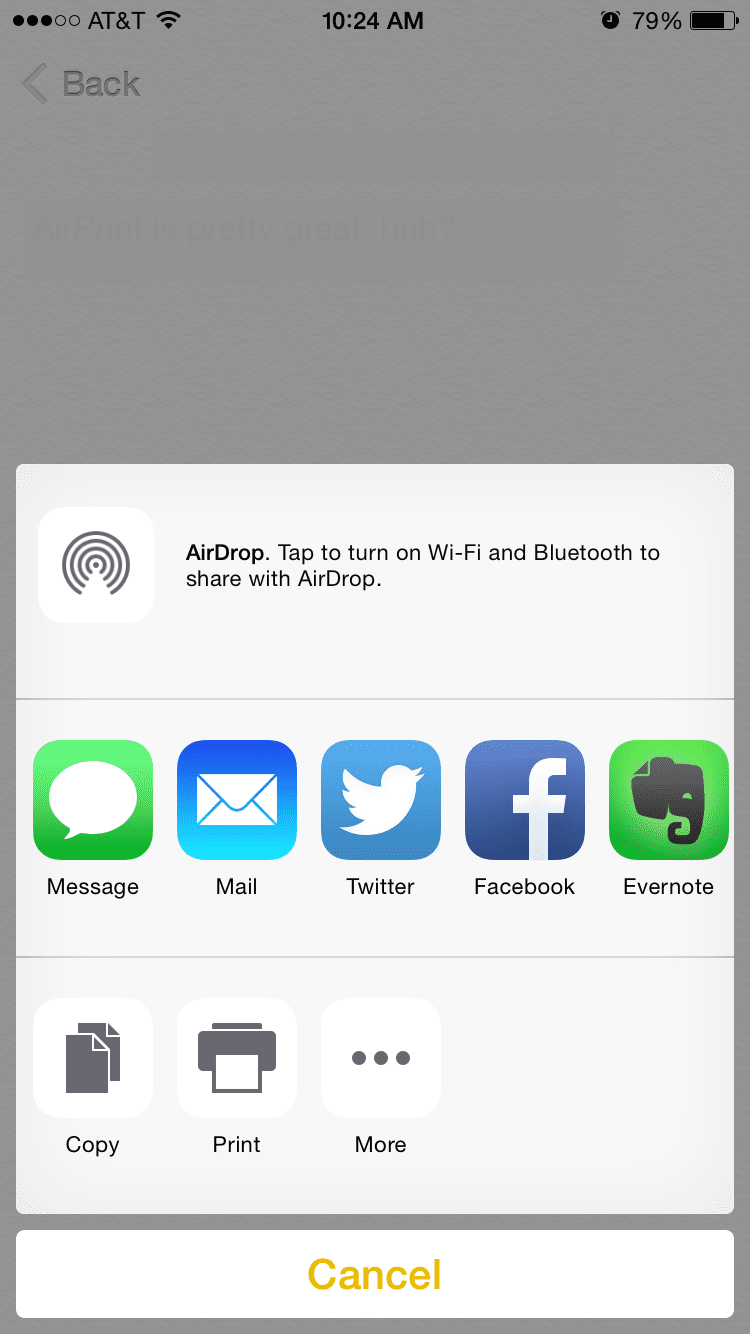 AT&T 10:24 AM 79%
Back
AirPrint is pretty great, huh?
AirDrop. Tap to turn on Wi-Fi and Bluetooth to
share with AirDrop.
Message Mail Twitter Facebook Evernote
Copy Print More
Cancel